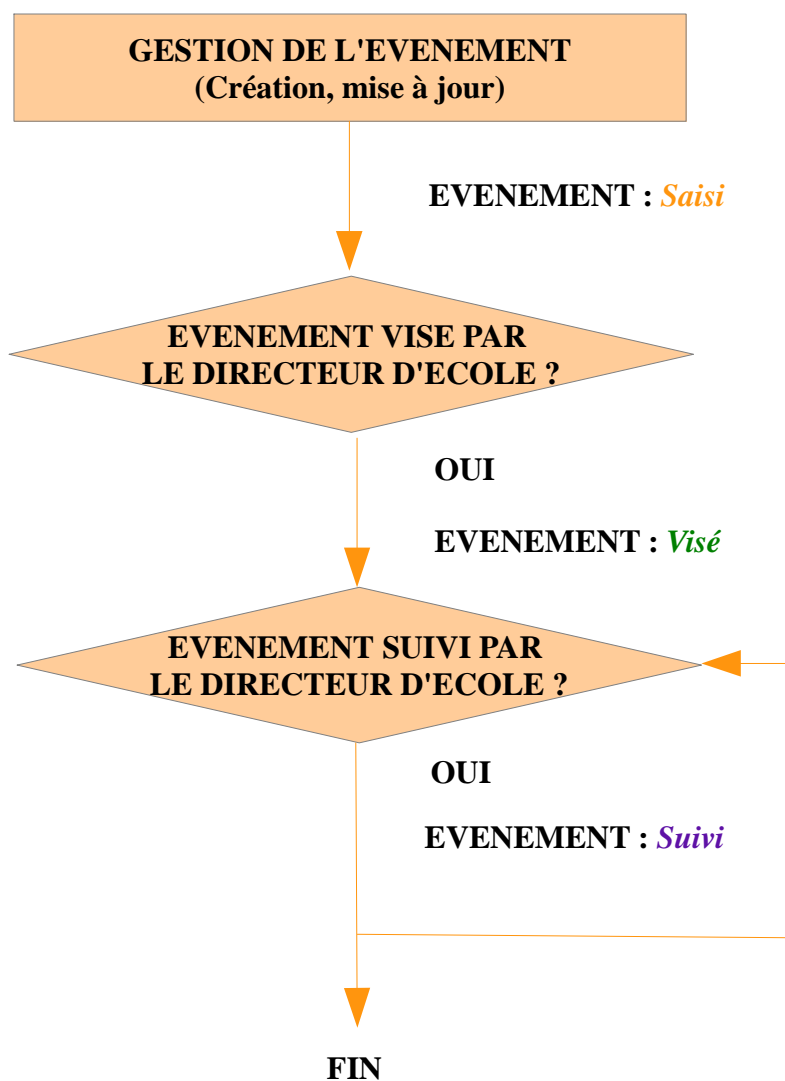 GESTION DE L'EVENEMENT
(Création, mise à jour)
EVENEMENT : Saisi
EVENEMENT VISE PAR
LE DIRECTEUR D'ECOLE ?
OUI
EVENEMENT : Visé
EVENEMENT SUIVI PAR
LE DIRECTEUR D'ECOLE ?
OUI
EVENEMENT : Suivi
FIN